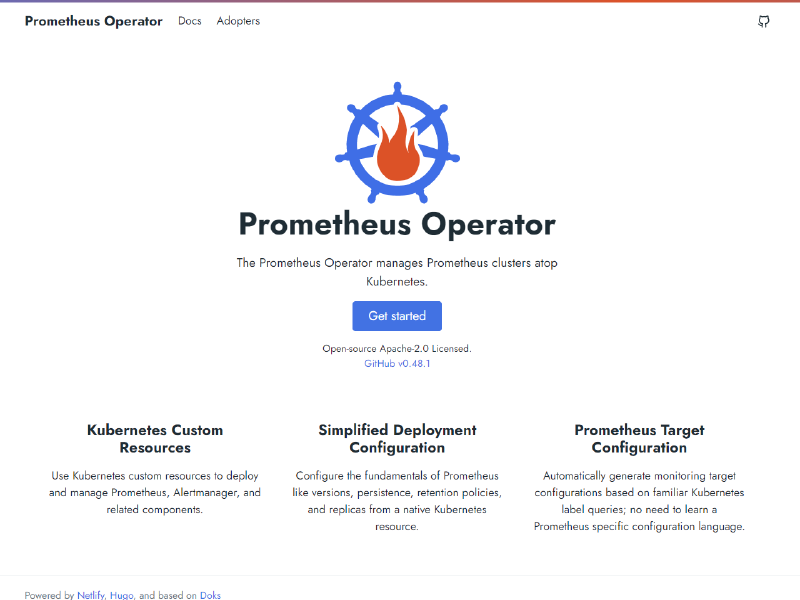 Prometheus Operator Docs Adopters
Prometheus Operator
The Prometheus Operator manages Prometheus clusters atop
Kubernetes.
Get started
Open-source Apache-2.0 Licensed.
GitHub v0.48.1
Kubernetes Custom
Resources
Use Kubernetes custom resources to deploy
and manage Prometheus, Alertmanager, and
related components.
Simplified Deployment
Configuration
Configure the fundamentals of Prometheus
like versions, persistence, retention policies,
and replicas from a native Kubernetes
resource.
Prometheus Target
Configuration
Automatically generate monitoring target
configurations based on familiar Kubernetes
label queries; no need to learn a
Prometheus specific configuration language.
Powered by Netlify, Hugo, and based on Doks